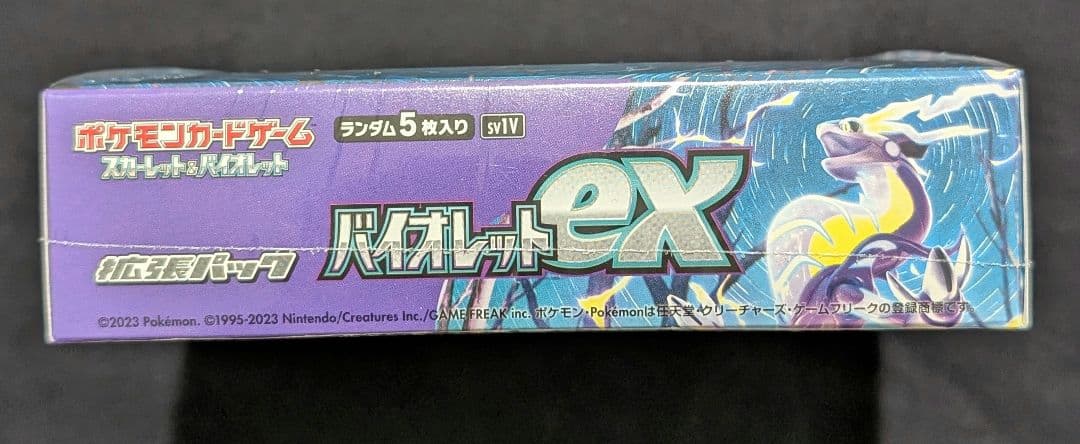 ポケモンカードゲーム
スカーレット&バイオレット
ランダム5枚入り sv1V
バイオレットex
拡張パック
©2023 Pokémon. ©1995-2023 Nintendo/Creatures Inc./GAME FREAK inc. ポケモン・Pokémonは任天堂・クリーチャーズ・ゲームフリークの登録商標です。